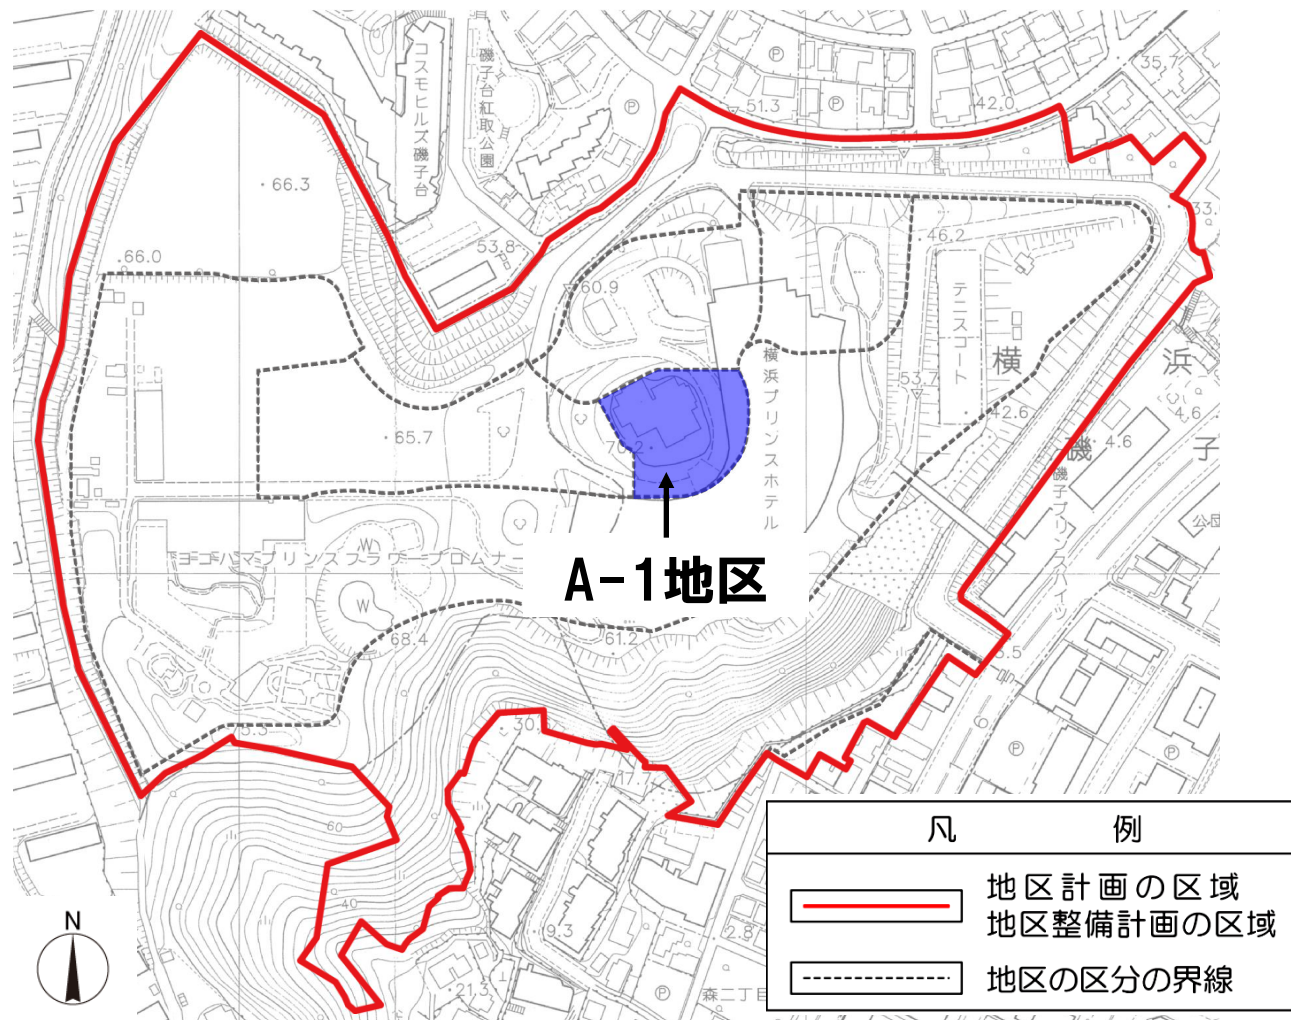 コスモヒルズ磯子台
磯子台紅取公園
Ⓟ
Ⓟ
Ⓟ
35.7
51.3
42.0
51.1
66.3
53.8
66.0
60.9
46.2
33.
テニスコート
横浜プリンスホテル
横
浜
53.7
42.6
4.6
4.6
65.7
70.2
磯
子
磯子プリンスハイツ
公団
ヨコハマプリンスフラワープロムナ
W
W
A-1地区
68.4
61.2
5.5
5.3
30.
17.
60
40
9.3
2.8
21.3
森二丁目
Ⓟ
Ⓟ
Ⓟ
N
凡例
地区計画の区域
地区整備計画の区域
地区の区分の界線